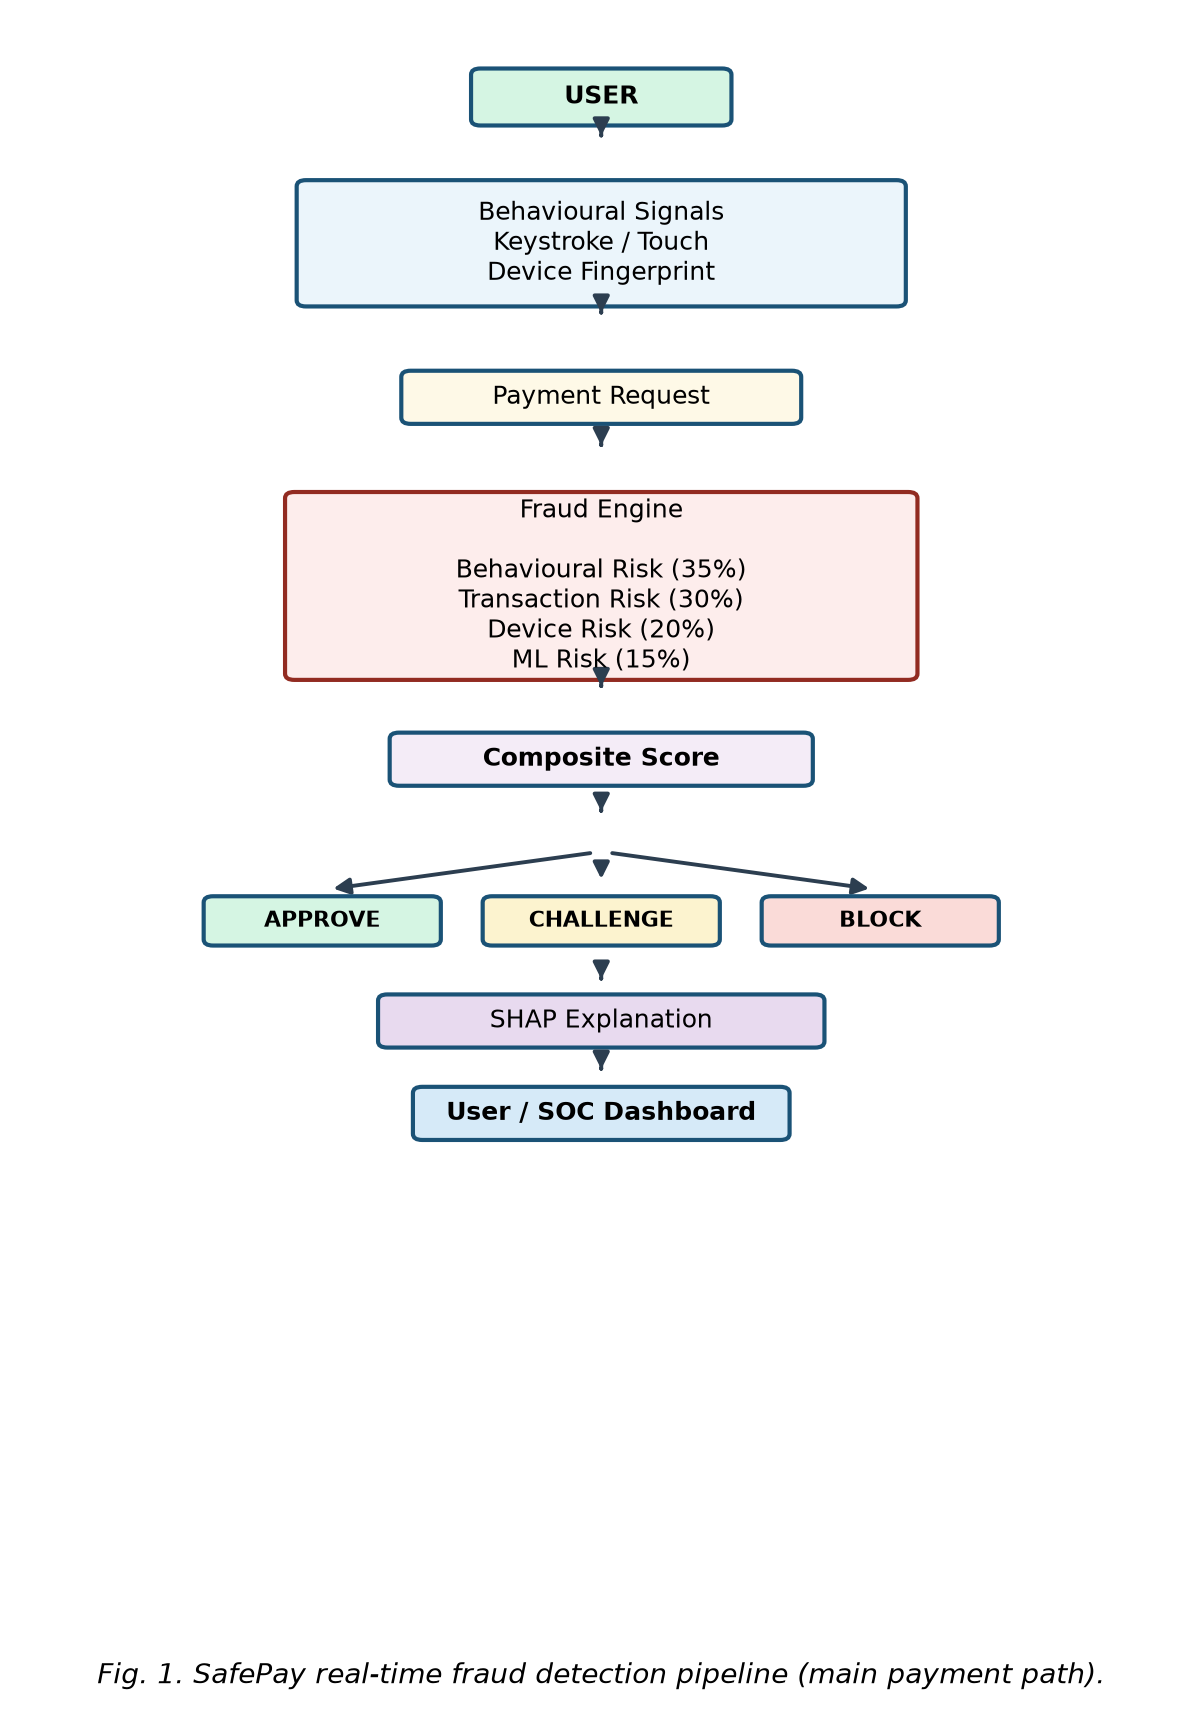 USER
Behavioural Signals
Keystroke / Touch
Device Fingerprint
Payment Request
Fraud Engine
Behavioural Risk (35%)
Transaction Risk (30%)
Device Risk (20%)
ML Risk (15%)
Composite Score
APPROVE
CHALLENGE
BLOCK
SHAP Explanation
User / SOC Dashboard
Fig. 1. SafePay real-time fraud detection pipeline (main payment path).